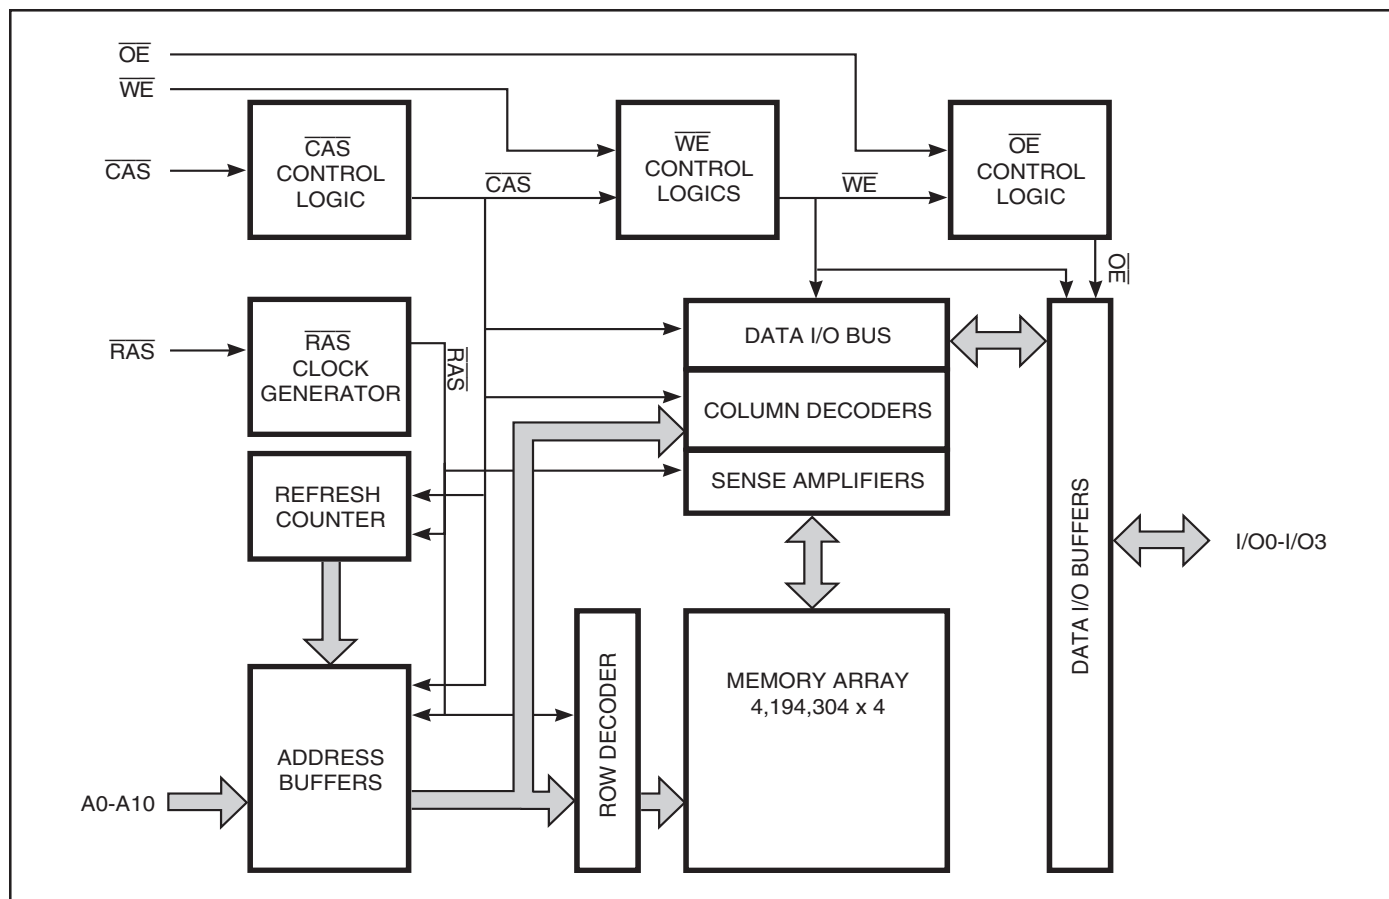 OE
WE
CAS
CAS
CONTROL
LOGIC
CAS
WE
CONTROL
LOGICS
WE
OE
CONTROL
LOGIC
OE
RAS
RAS
CLOCK
GENERATOR
RAS
DATA I/O BUS
COLUMN DECODERS
SENSE AMPLIFIERS
REFRESH
COUNTER
DATA I/O BUFFERS
I/O0-I/O3
ADDRESS
BUFFERS
A0-A10
ROW DECODER
MEMORY ARRAY
4,194,304 x 4